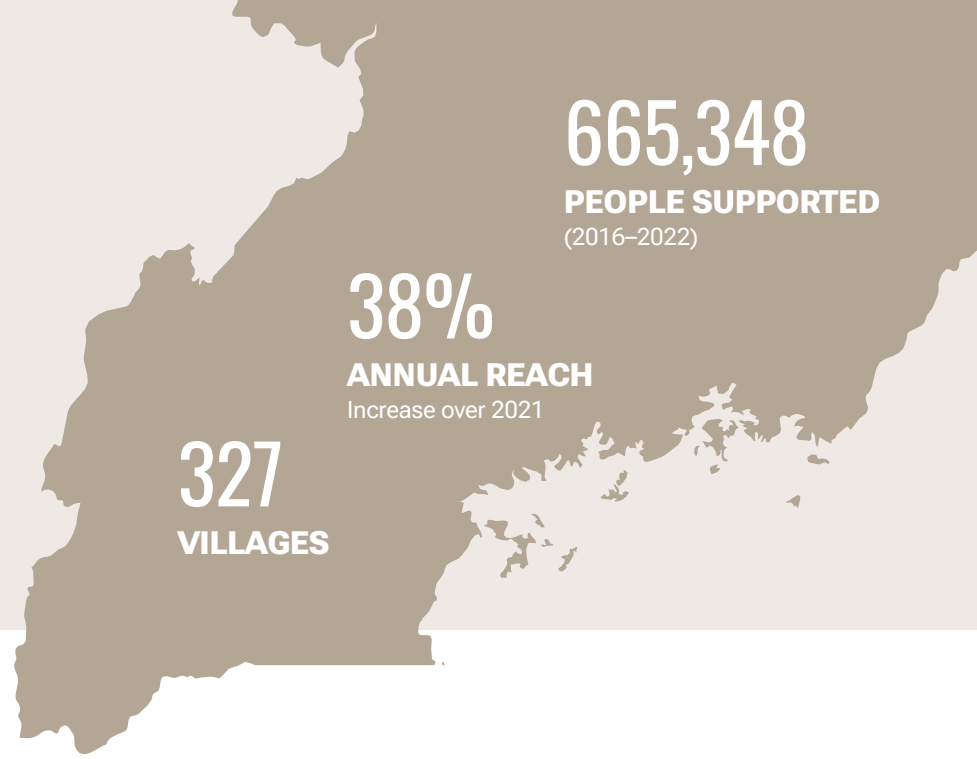 665,348
PEOPLE SUPPORTED
(2016–2022)
38%
ANNUAL REACH
Increase over 2021
327
VILLAGES